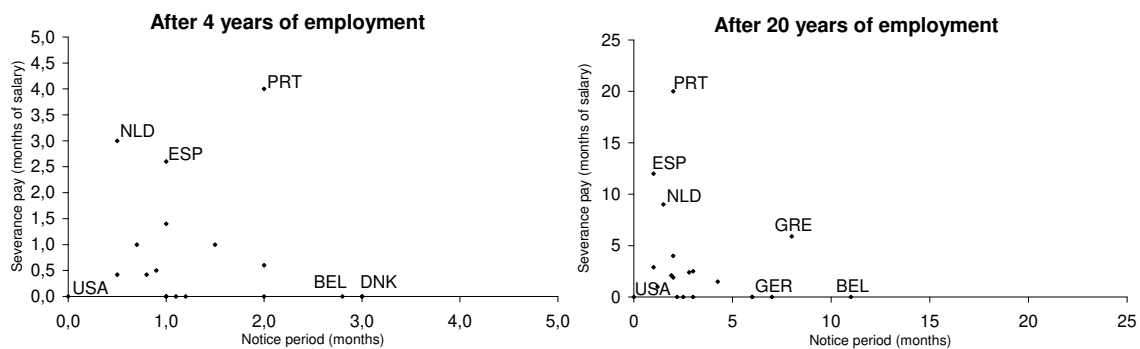 After 4 years of employment
Severance pay (months of salary)
5,0
4,5
4,0
3,5
3,0
2,5
2,0
1,5
1,0
0,5
0,0
PRT
NLD
ESP
USA
BEL
DNK
0,0
1,0
2,0
3,0
4,0
5,0
Notice period (months)
After 20 years of employment
Severance pay (months of salary)
25
20
15
10
5
0
PRT
ESP
NLD
GRE
USA
GER
BEL
0
5
10
15
20
25
Notice period (months)